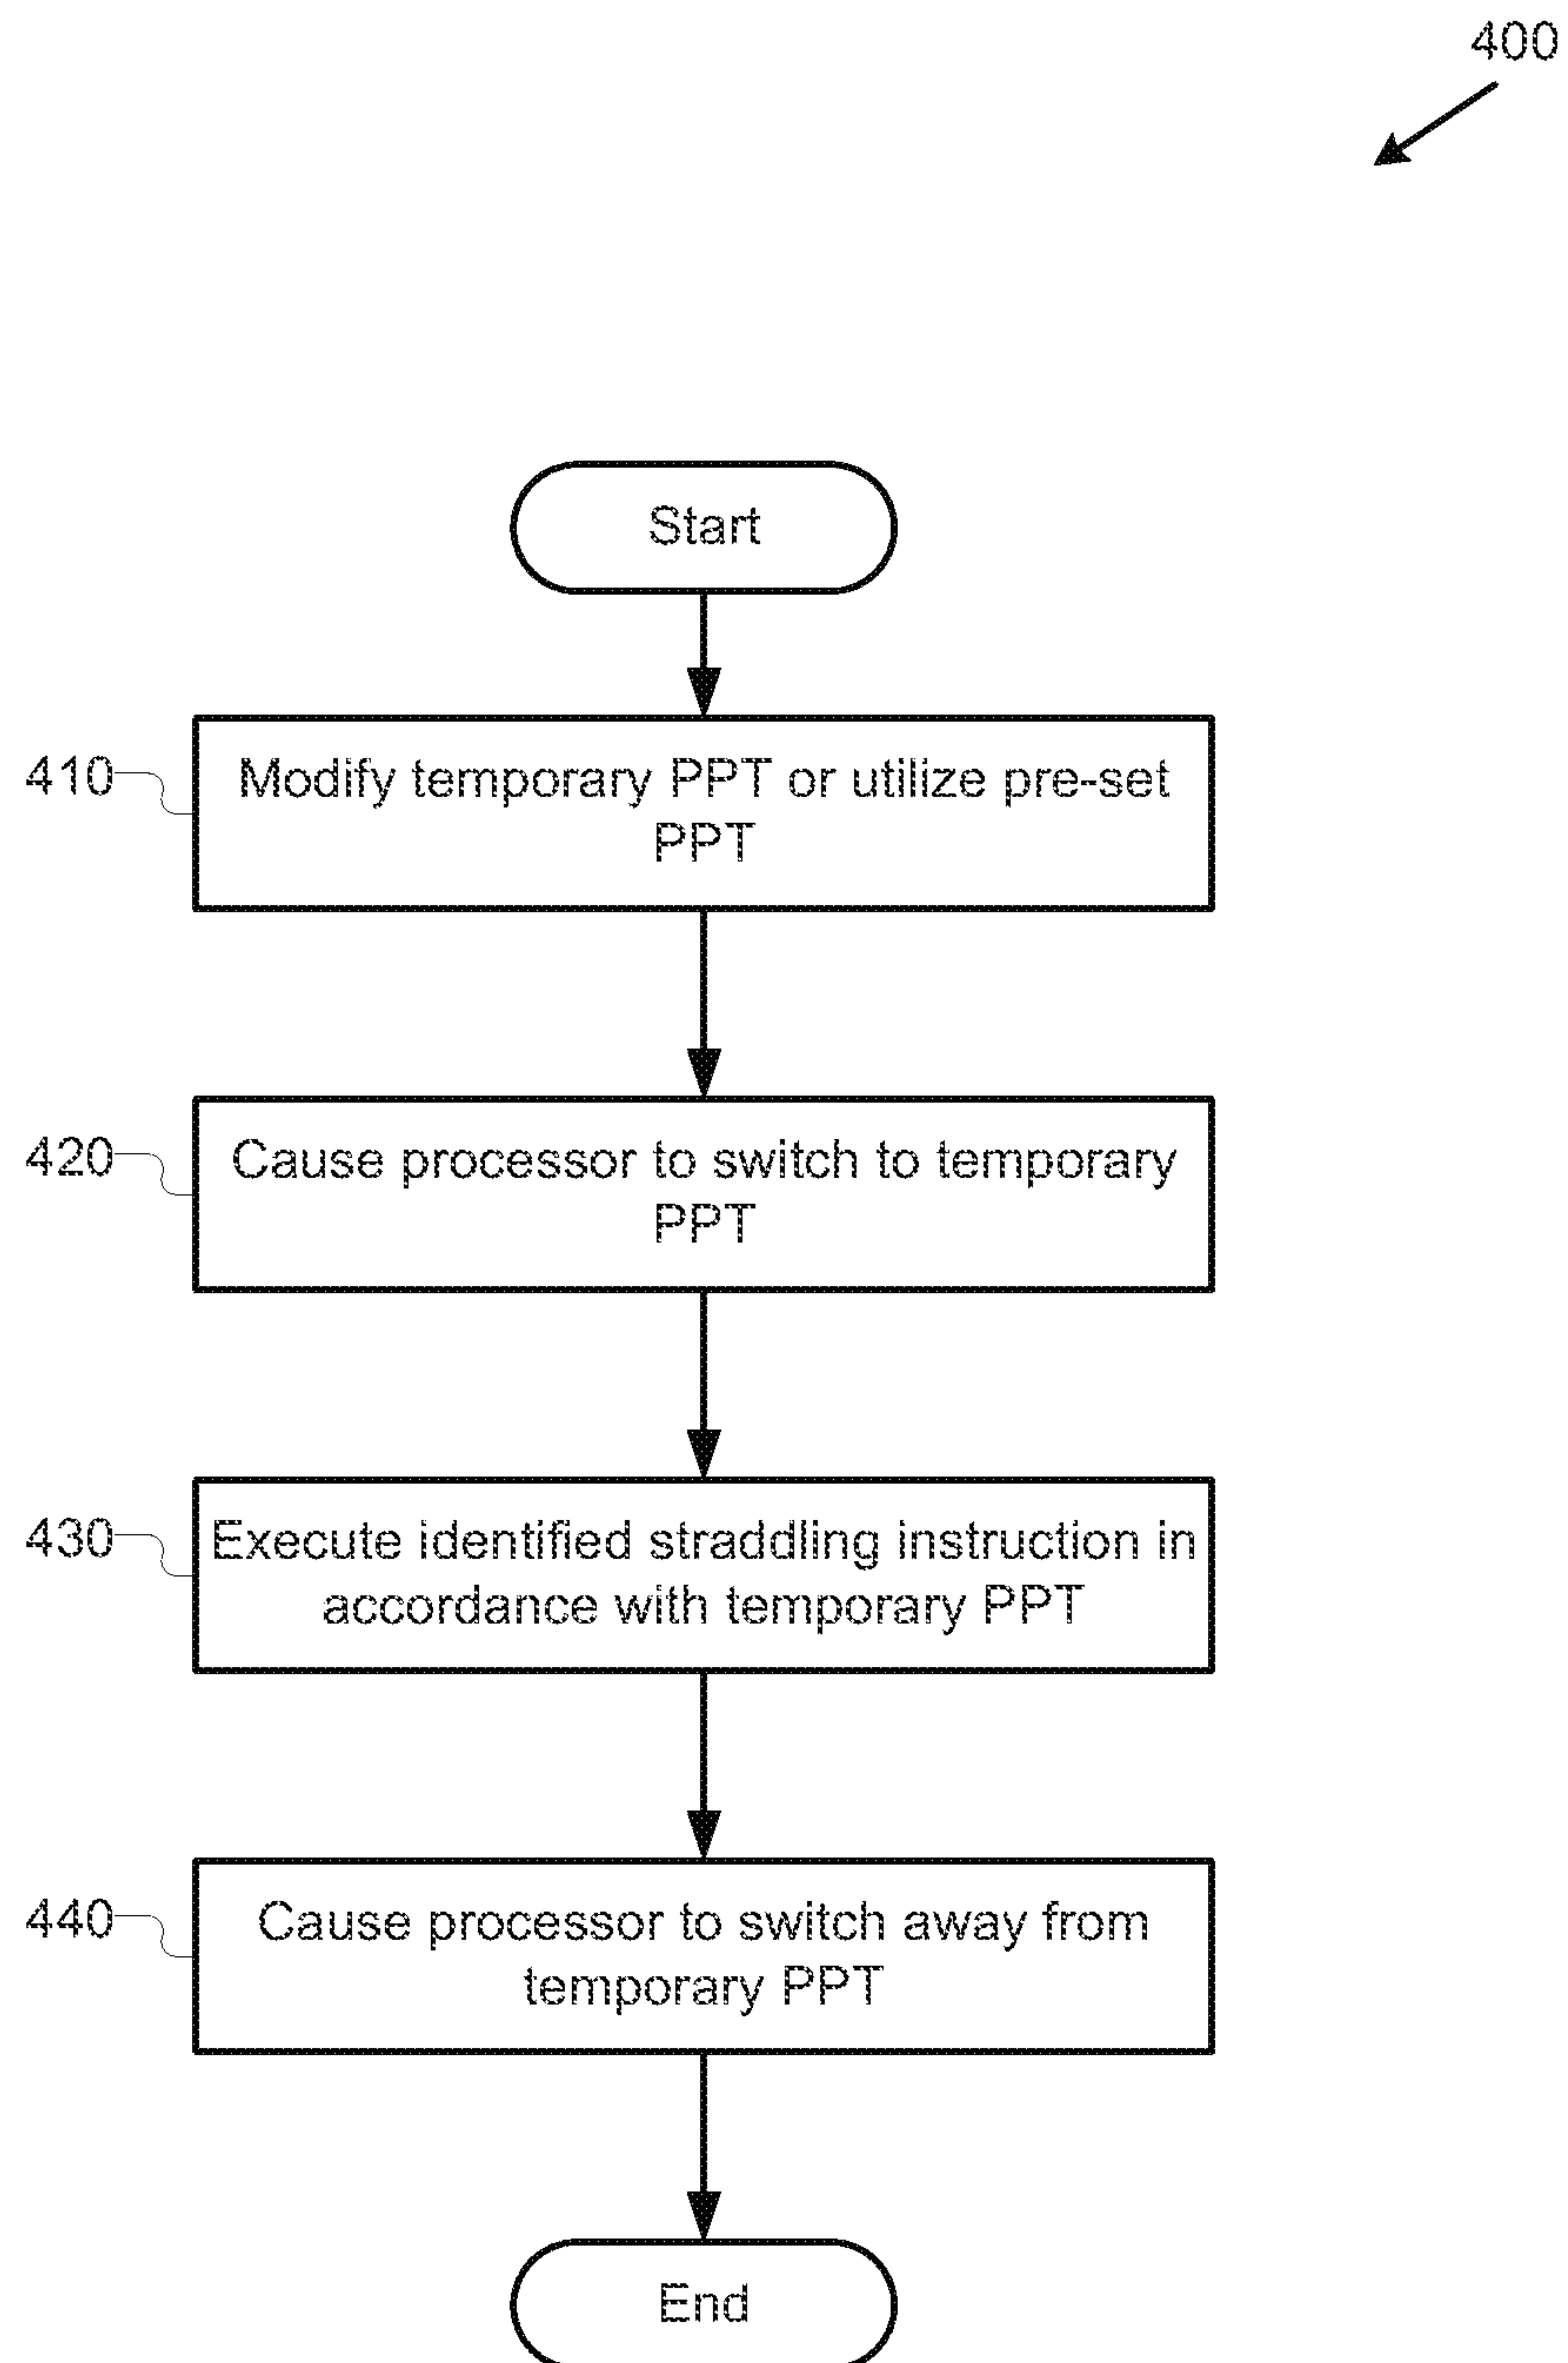 400
Start
410
Modify temporary PPT or utilize pre-set
PPT
420
Cause processor to switch to temporary
PPT
430
Execute identified straddling instruction in
accordance with temporary PPT
440
Cause processor to switch away from
temporary PPT
End